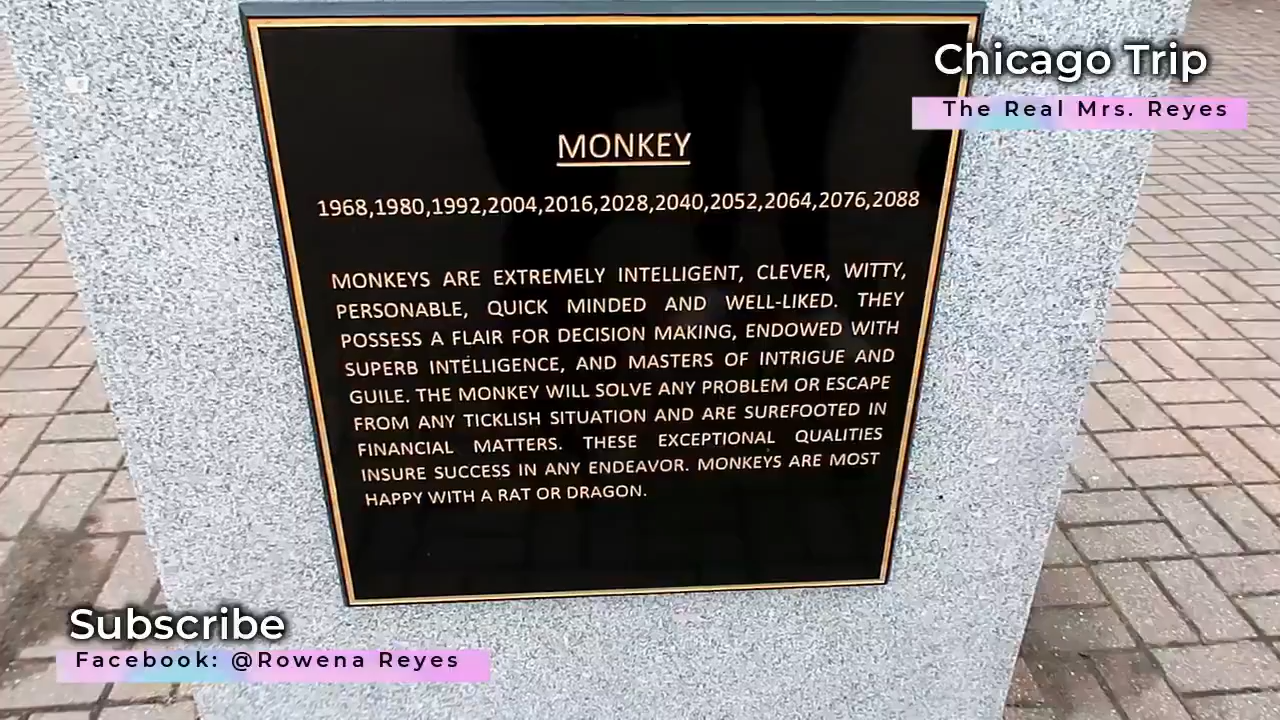 Chicago Trip
The Real Mrs. Reyes
MONKEY
1968,1980,1992,2004,2016,2028,2040,2052,2064,2076,2088
MONKEYS ARE EXTREMELY INTELLIGENT, CLEVER, WITTY,
PERSONABLE, QUICK MINDED AND WELL-LIKED. THEY
POSSESS A FLAIR FOR DECISION MAKING, ENDOWED WITH
SUPERB INTELLIGENCE, AND MASTERS OF INTRIGUE AND
GUILE. THE MONKEY WILL SOLVE ANY PROBLEM OR ESCAPE
FROM ANY TICKLISH SITUATION AND ARE SUREFOOTED IN
FINANCIAL MATTERS. THESE EXCEPTIONAL QUALITIES
INSURE SUCCESS IN ANY ENDEAVOR. MONKEYS ARE MOST
HAPPY WITH A RAT OR DRAGON.
Subscribe
Facebook: @Rowena Reyes